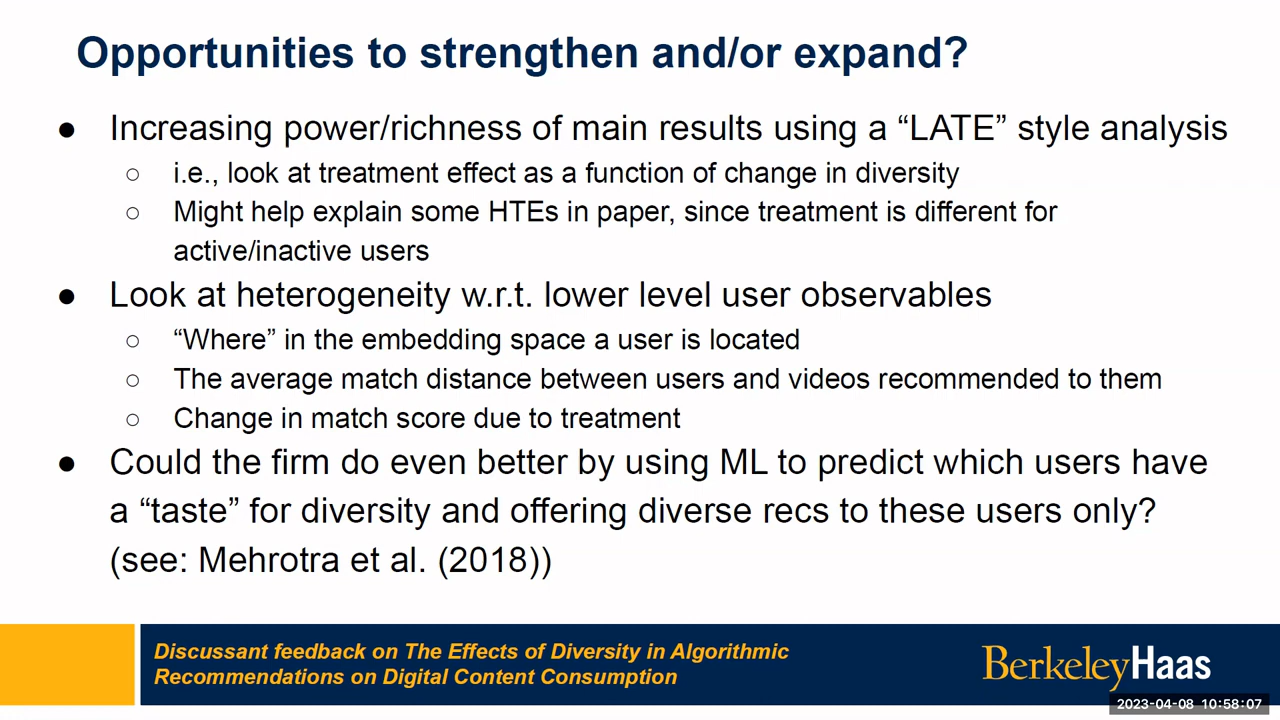 Opportunities to strengthen and/or expand?
● Increasing power/richness of main results using a “LATE” style analysis
○ i.e., look at treatment effect as a function of change in diversity
○ Might help explain some HTEs in paper, since treatment is different for
active/inactive users
● Look at heterogeneity w.r.t. lower level user observables
○ “Where” in the embedding space a user is located
○ The average match distance between users and videos recommended to them
○ Change in match score due to treatment
● Could the firm do even better by using ML to predict which users have
a “taste” for diversity and offering diverse recs to these users only?
(see: Mehrotra et al. (2018))
Discussant feedback on The Effects of Diversity in Algorithmic
Recommendations on Digital Content Consumption
BerkeleyHaas
2023-04-08 10:58:07